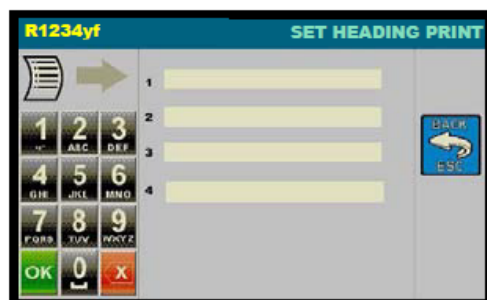 R1234yf SET HEADING PRINT
1
2
3
4
1 2 3
ABC DEF
4 5 6
GHI JKL MNO
7 8 9
PQRS TUV WXYZ
OK 0 X
BACK
ESC